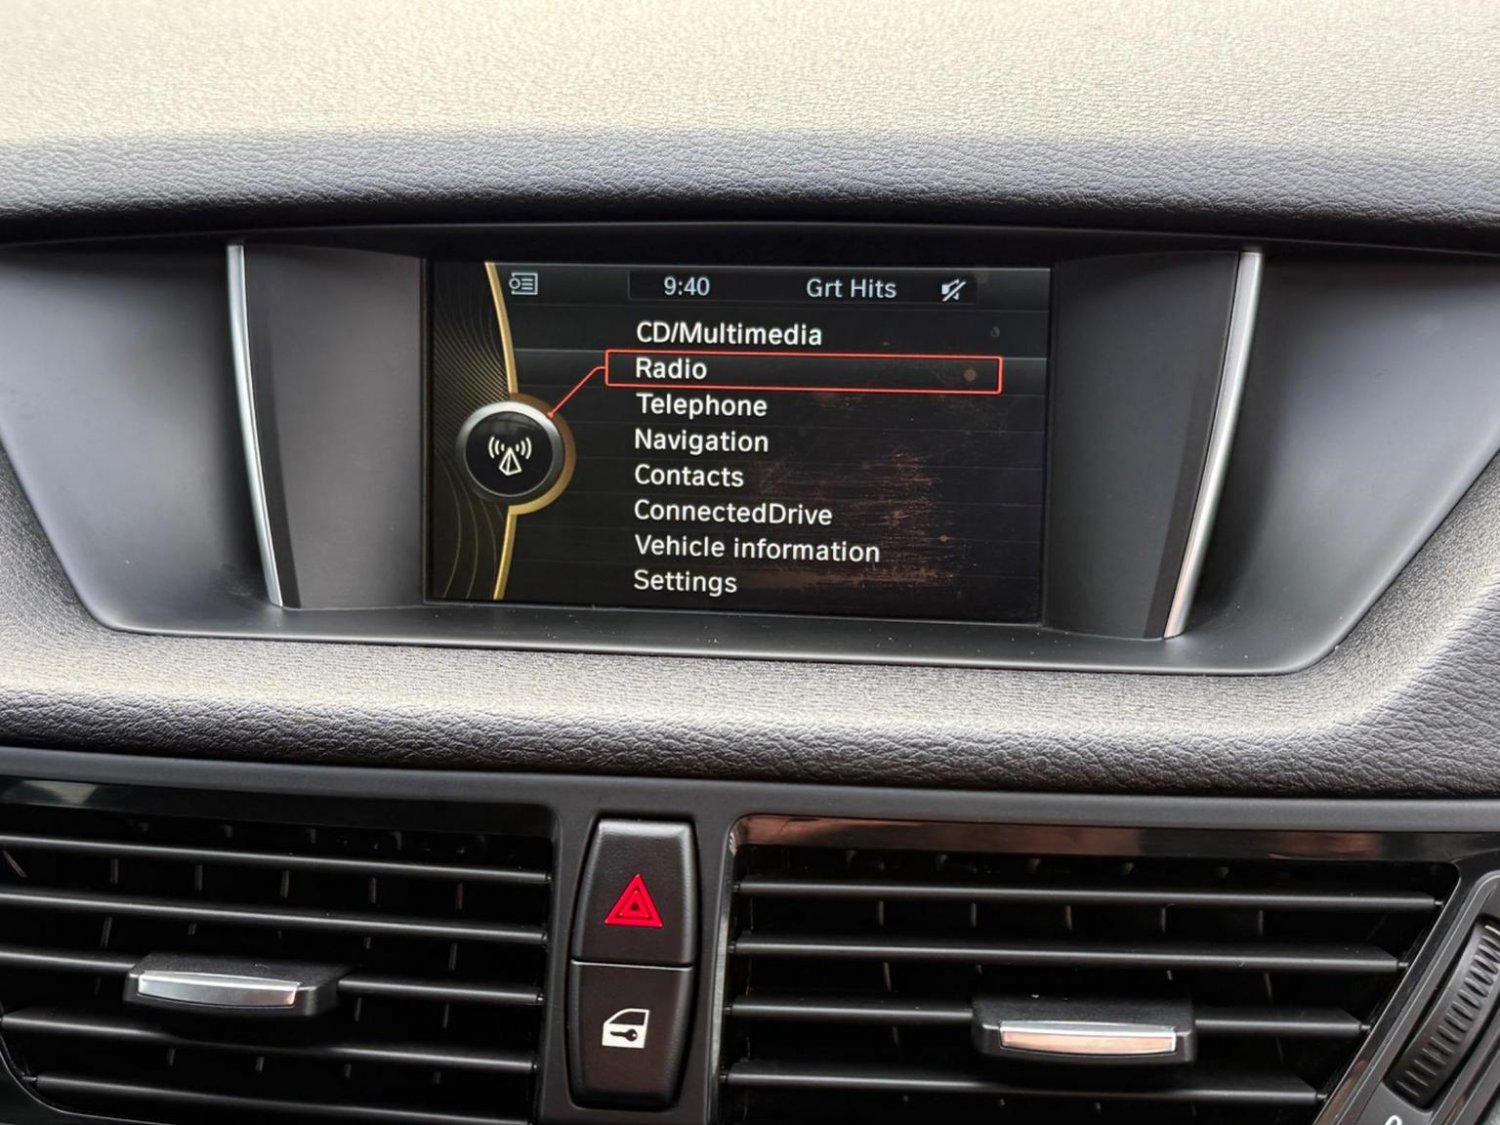 9:40 Grt Hits
CD/Multimedia
Radio
Telephone
Navigation
Contacts
ConnectedDrive
Vehicle information
Settings